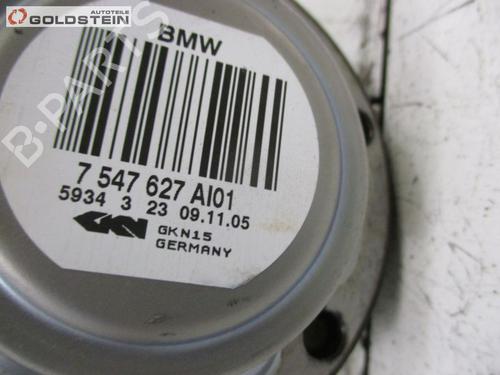 Autoteile
GOLDSTEIN
BMW
B-PARTS
7 547 627 AI01
5934 3 23 09.11.05
GKN
GKN15
GERMANY